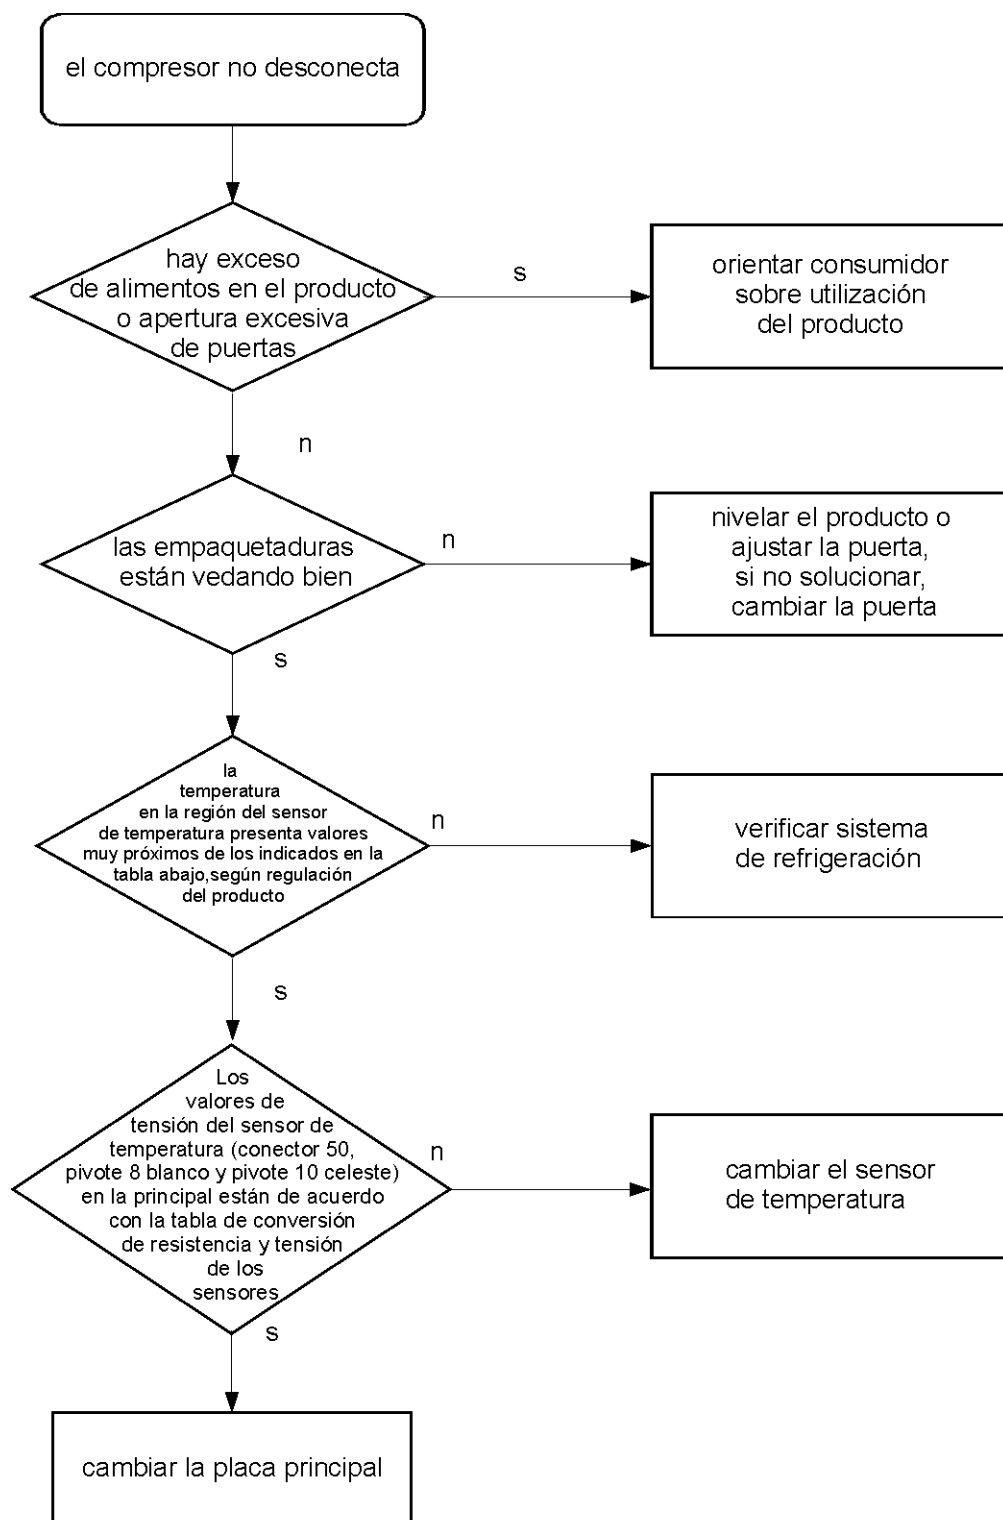 el compresor no desconecta
hay exceso
de alimentos en el producto
o apertura excesiva
de puertas
s
orientar consumidor
sobre utilización
del producto
n
las empaquetaduras
están vedando bien
n
nivelar el producto o
ajustar la puerta,
si no solucionar,
cambiar la puerta
s
la
temperatura
en la región del sensor
de temperatura presenta valores
muy próximos de los indicados en la
tabla abajo,según regulación
del producto
n
verificar sistema
de refrigeración
s
Los
valores de
tensión del sensor de
temperatura (conector 50,
pivote 8 blanco y pivote 10 celeste)
en la principal están de acuerdo
con la tabla de conversión
de resistencia y tensión
de los
sensores
n
cambiar el sensor
de temperatura
s
cambiar la placa principal